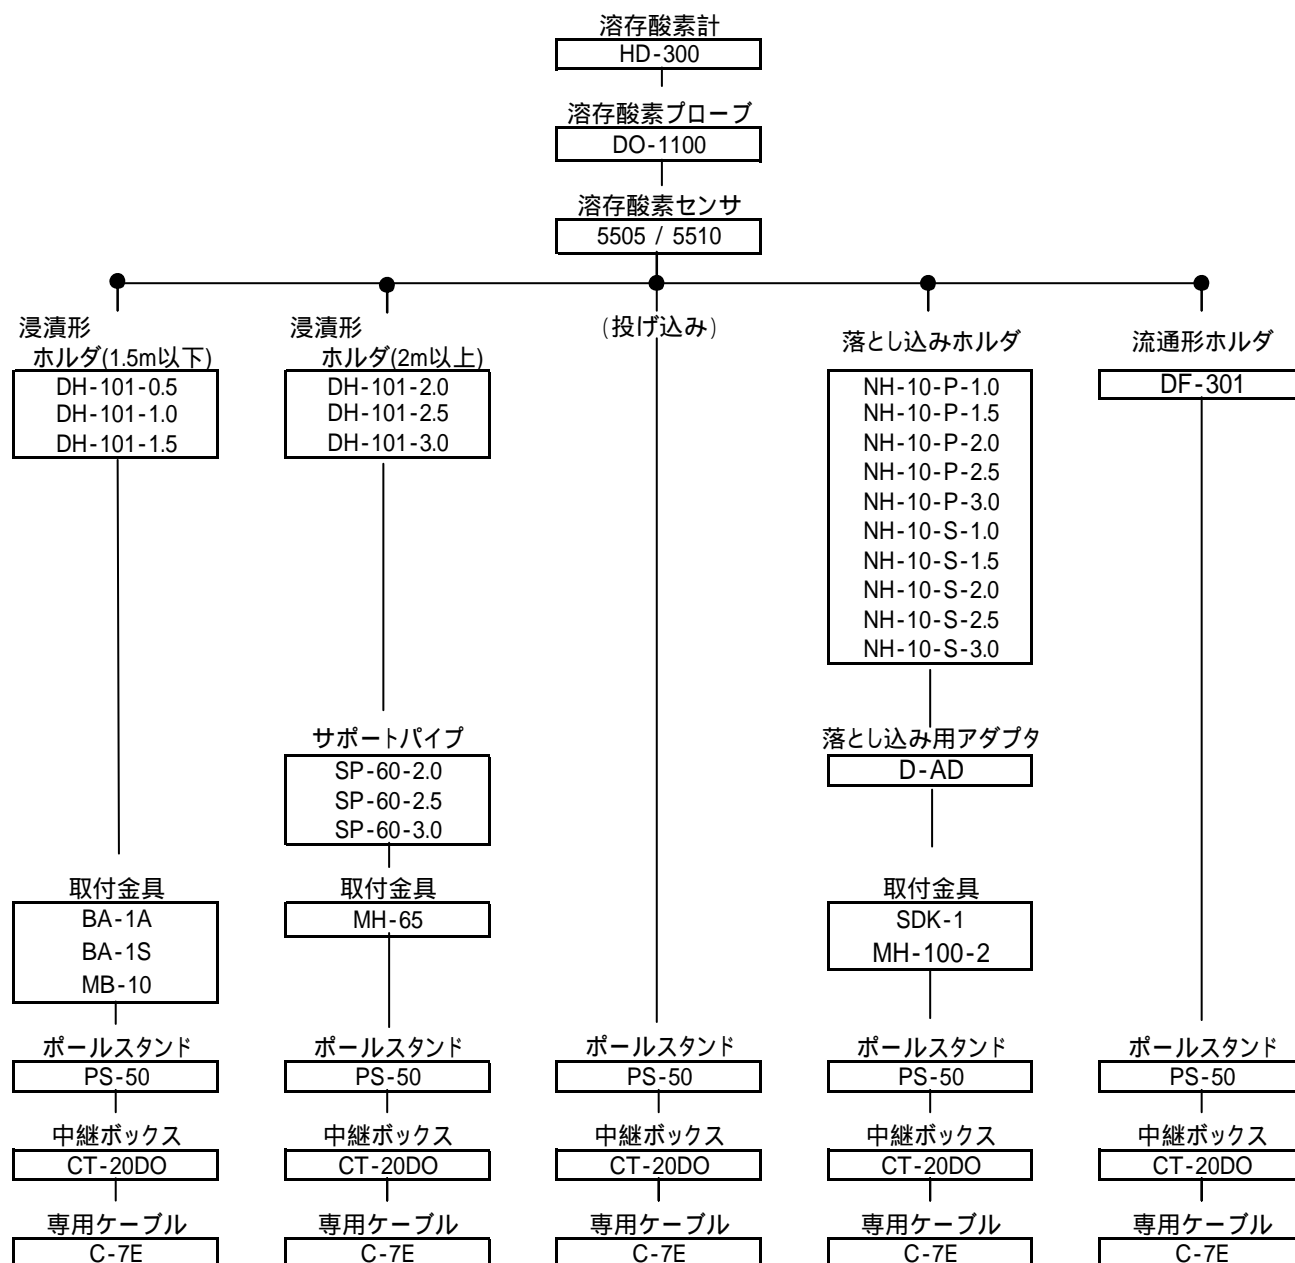 溶存酸素計
HD-300
溶存酸素プローブ
DO-1100
溶存酸素センサ
5505 / 5510
浸漬形
ホルダ(1.5m以下)
DH-101-0.5
DH-101-1.0
DH-101-1.5
取付金具
BA-1A
BA-1S
MB-10
ポールスタンド
PS-50
中継ボックス
CT-20DO
専用ケーブル
C-7E
浸漬形
ホルダ(2m以上)
DH-101-2.0
DH-101-2.5
DH-101-3.0
サポートパイプ
SP-60-2.0
SP-60-2.5
SP-60-3.0
取付金具
MH-65
ポールスタンド
PS-50
中継ボックス
CT-20DO
専用ケーブル
C-7E
(投げ込み)
ポールスタンド
PS-50
中継ボックス
CT-20DO
専用ケーブル
C-7E
落とし込みホルダ
NH-10-P-1.0
NH-10-P-1.5
NH-10-P-2.0
NH-10-P-2.5
NH-10-P-3.0
NH-10-S-1.0
NH-10-S-1.5
NH-10-S-2.0
NH-10-S-2.5
NH-10-S-3.0
落とし込み用アダプタ
D-AD
取付金具
SDK-1
MH-100-2
ポールスタンド
PS-50
中継ボックス
CT-20DO
専用ケーブル
C-7E
流通形ホルダ
DF-301
ポールスタンド
PS-50
中継ボックス
CT-20DO
専用ケーブル
C-7E